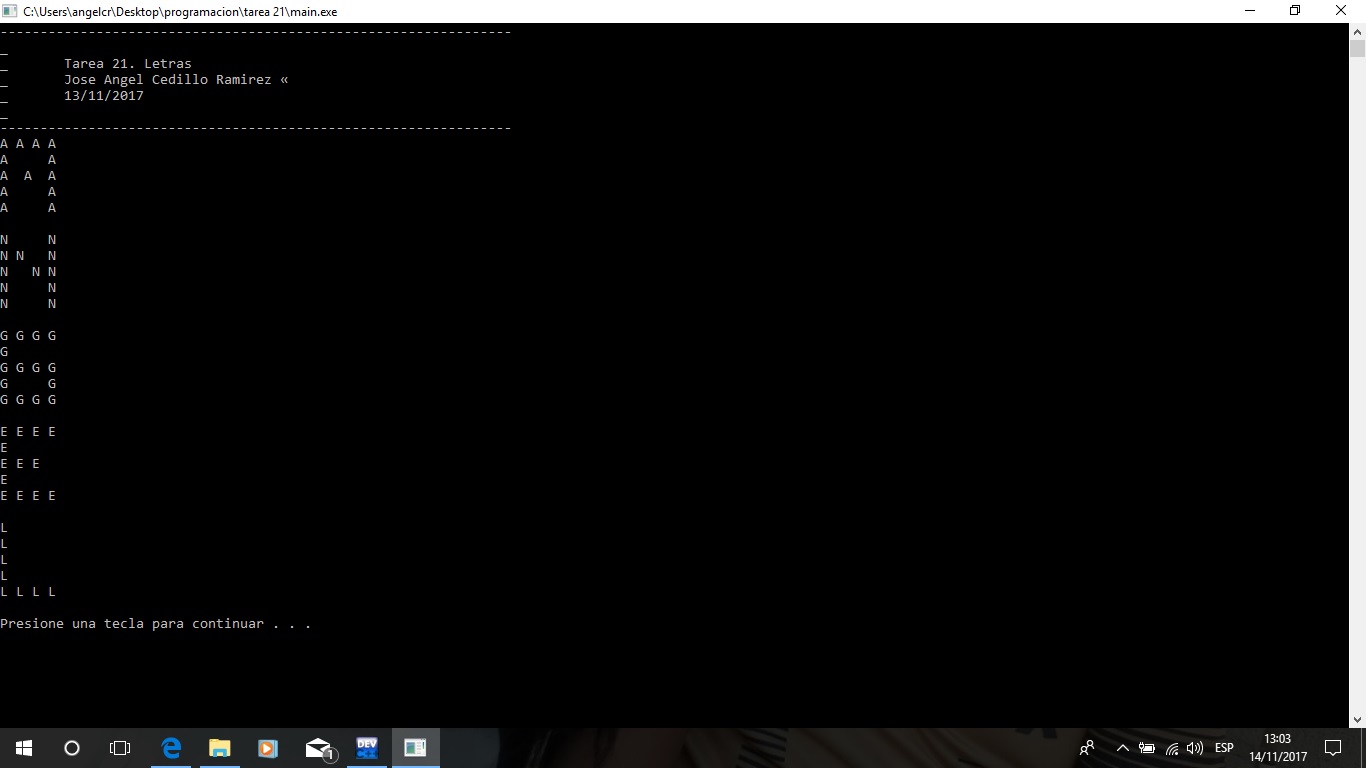 C:\Users\angelcr\Desktop\programacion\tarea 21\main.exe
----------------------------------------------------------------
_
_       Tarea 21. Letras
_       Jose Angel Cedillo Ramirez «
_       13/11/2017
_
----------------------------------------------------------------
A A A A
A     A
A  A  A
A     A
A     A

N     N
N N   N
N   N N
N     N
N     N

G G G G
G
G G G G
G     G
G G G G

E E E E
E
E E E
E
E E E E

L
L
L
L
L L L L

Presione una tecla para continuar . . .
1
DEV
ESP
13:03
14/11/2017